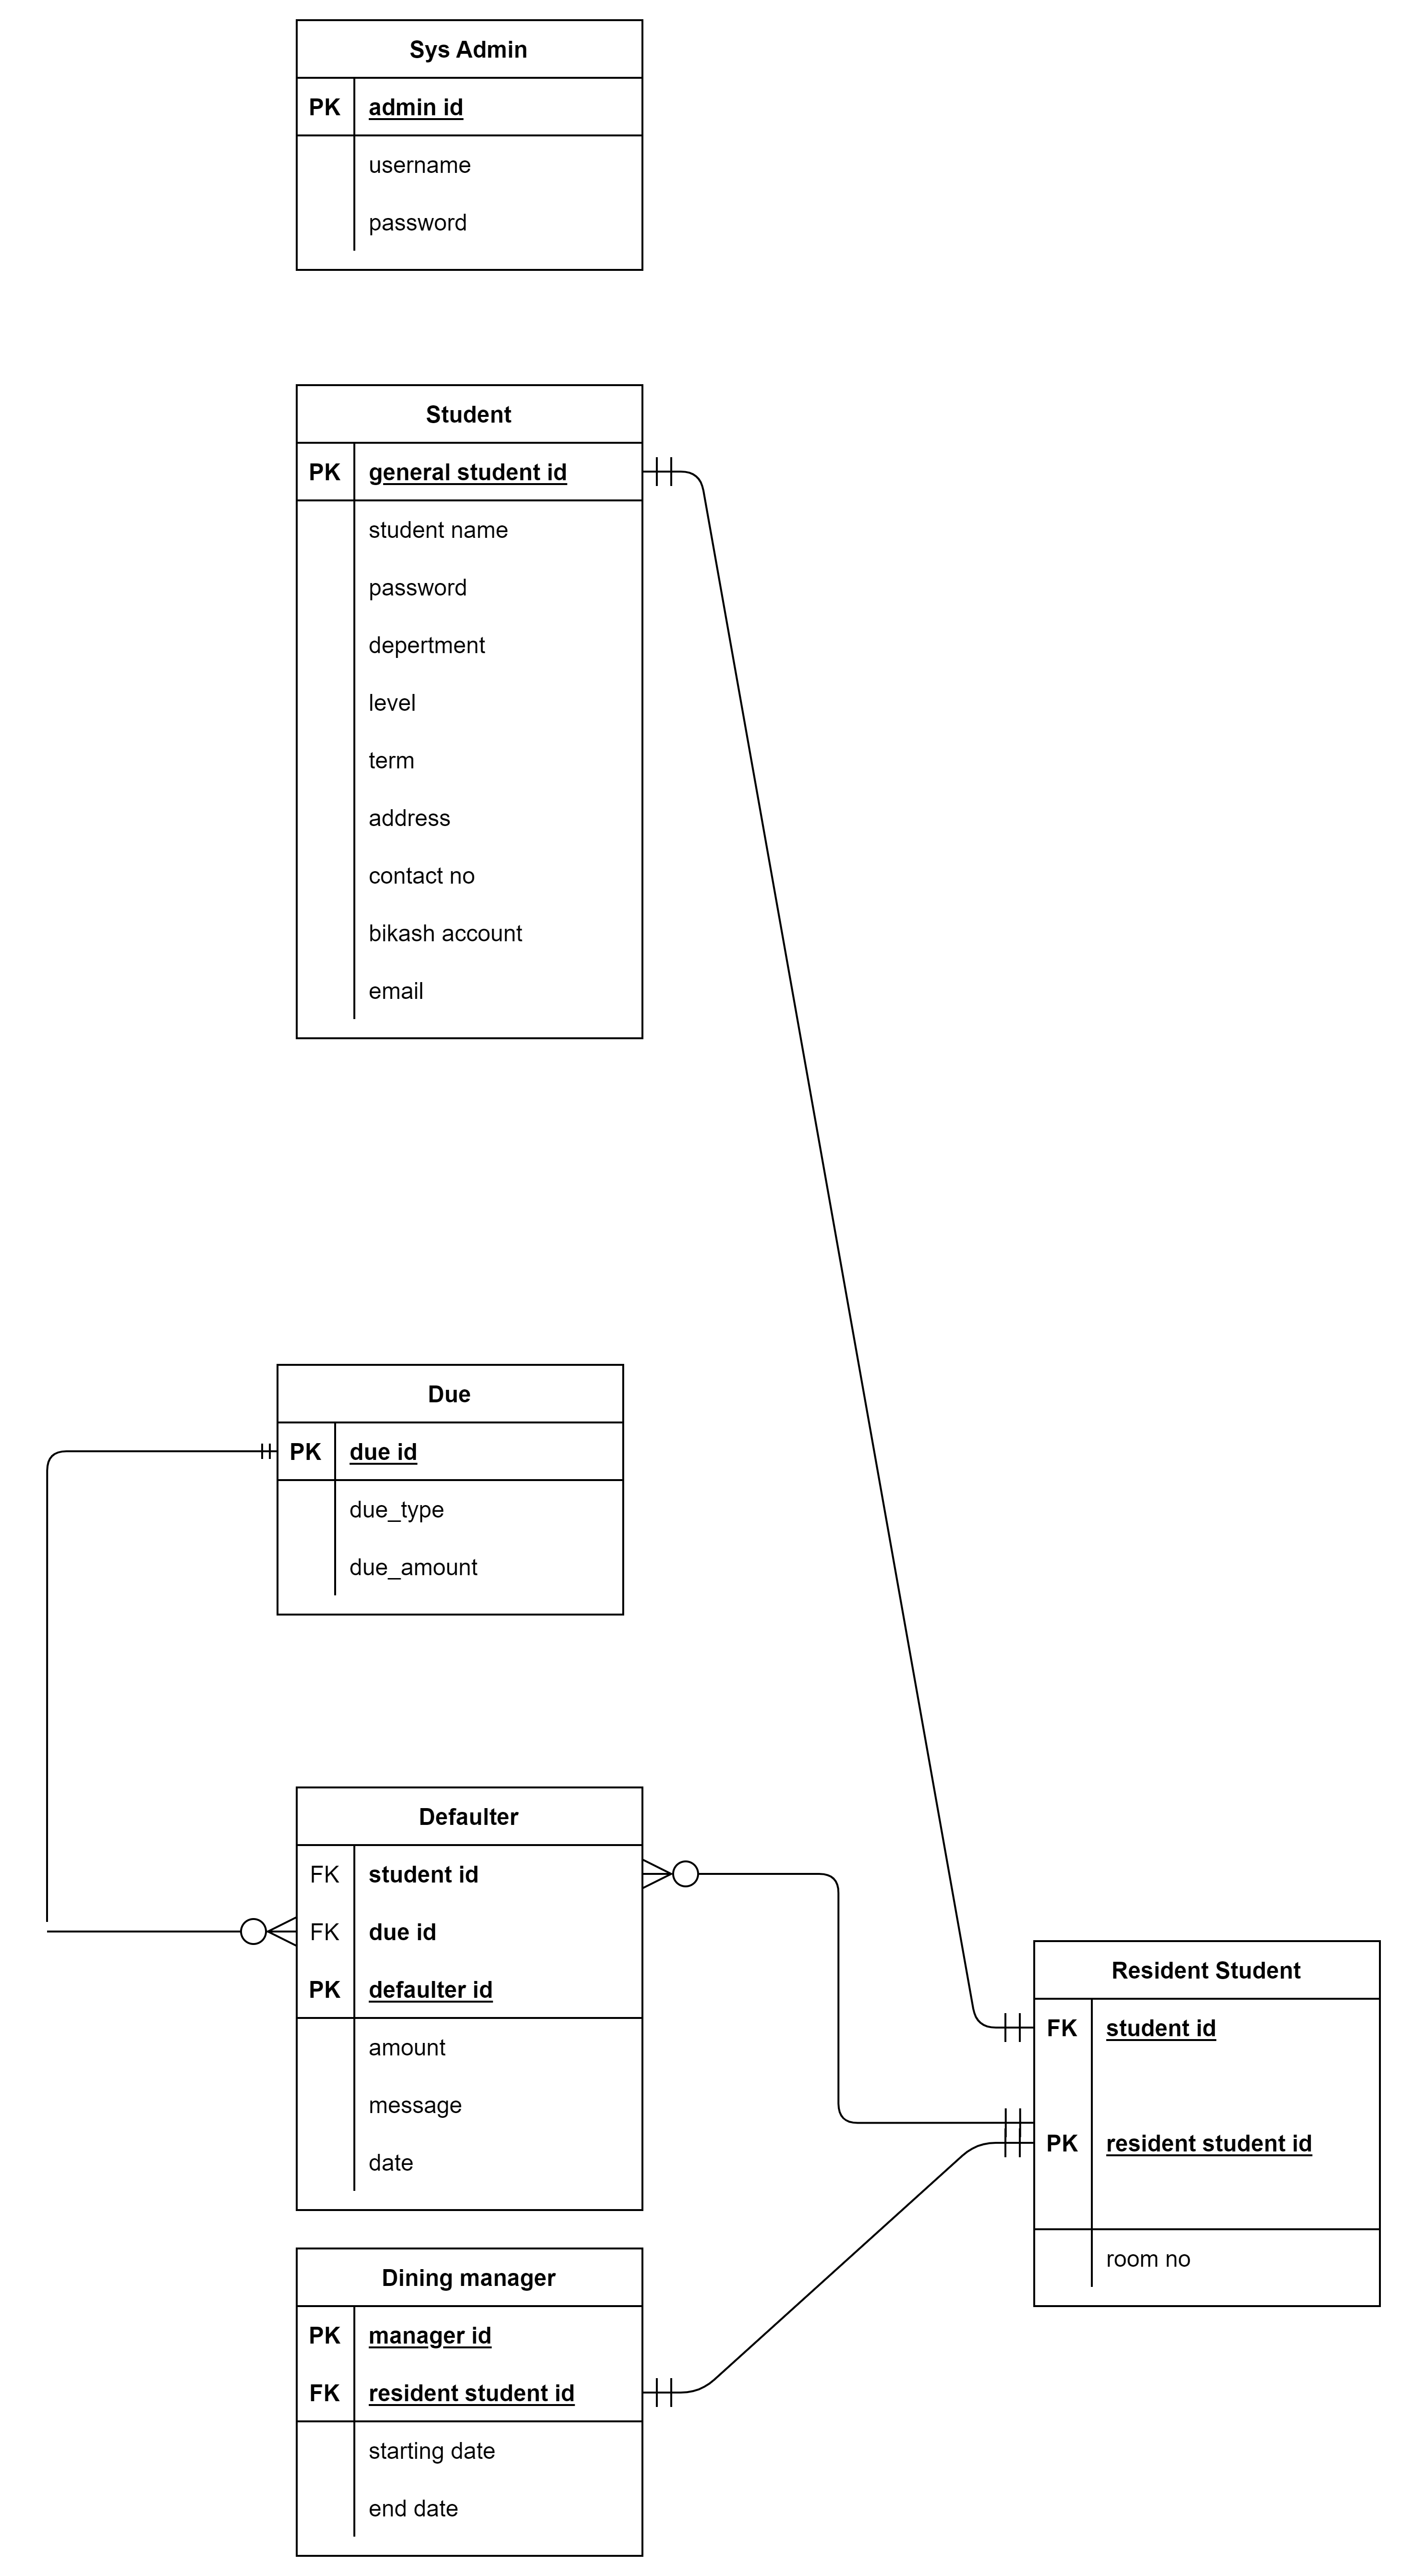 Sys Admin
PK admin id
username
password
Student
PK general student id
student name
password
depertment
level
term
address
contact no
bikash account
email
Due
PK due id
due_type
due_amount
Defaulter
FK student id
FK due id
PK defaulter id
amount
message
date
Resident Student
FK student id
PK resident student id
room no
Dining manager
PK manager id
FK resident student id
starting date
end date